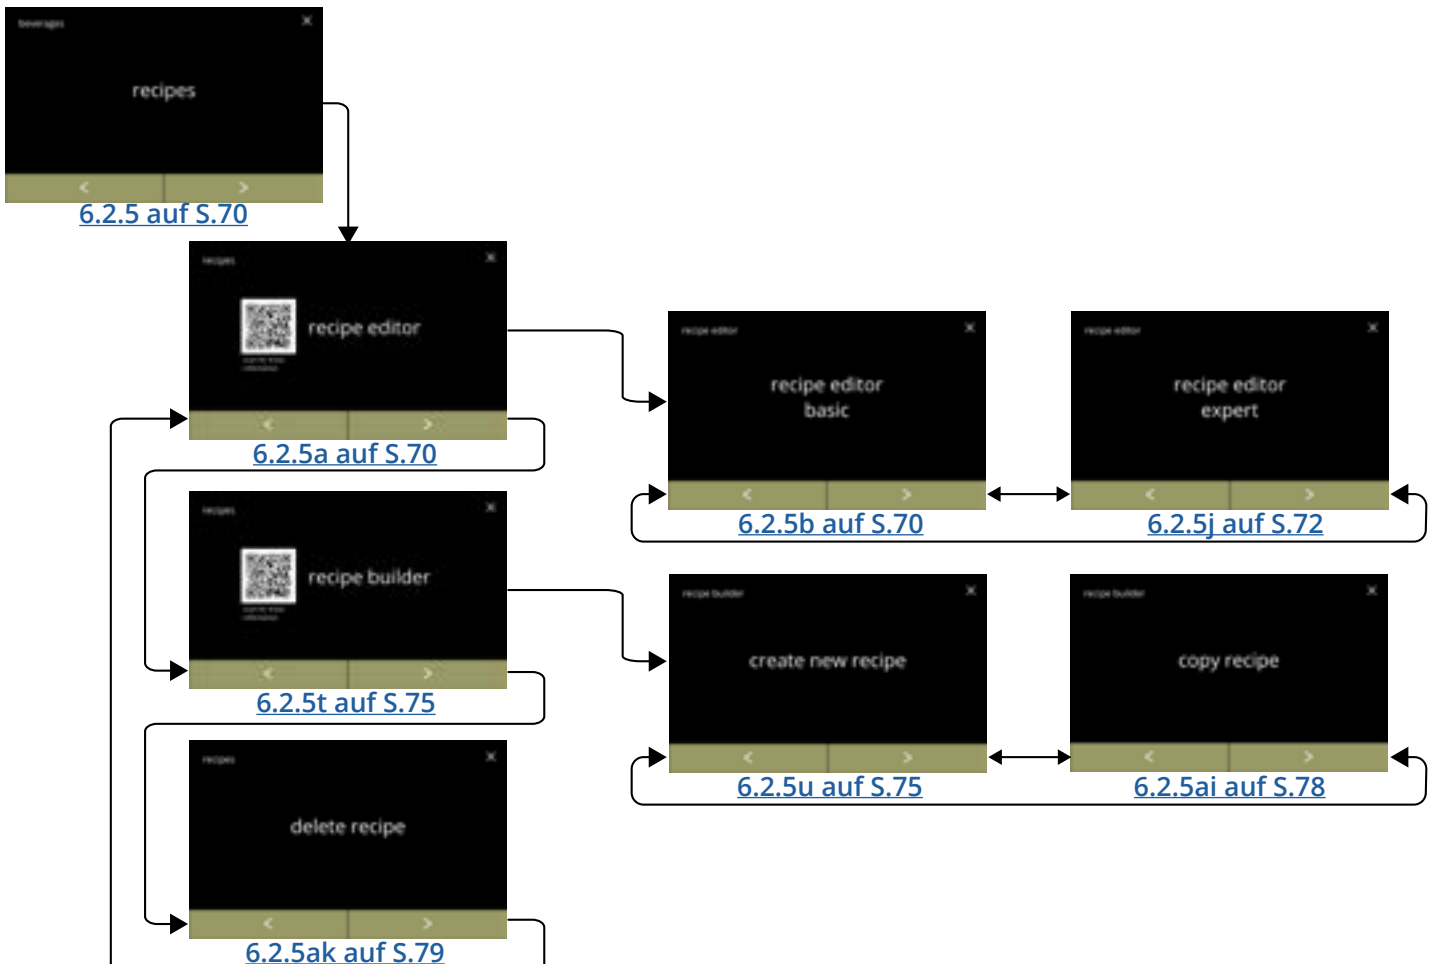 beverages
recipes
6.2.5 auf S.70
recipes
recipe editor
6.2.5a auf S.70
recipe editor
recipe editor
basic
6.2.5b auf S.70
recipe editor
recipe editor
expert
6.2.5j auf S.72
recipes
recipe builder
6.2.5t auf S.75
recipe builder
create new recipe
6.2.5u auf S.75
recipe builder
copy recipe
6.2.5ai auf S.78
recipes
delete recipe
6.2.5ak auf S.79